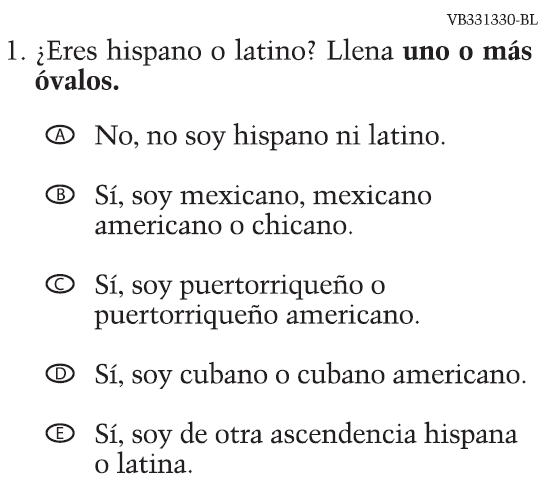 VB331330-BL
1. ¿Eres hispano o latino? Llena uno o más
óvalos.
A No, no soy hispano ni latino.
B Sí, soy mexicano, mexicano
americano o chicano.
C Sí, soy puertorriqueño o
puertorriqueño americano.
D Sí, soy cubano o cubano americano.
E Sí, soy de otra ascendencia hispana
o latina.